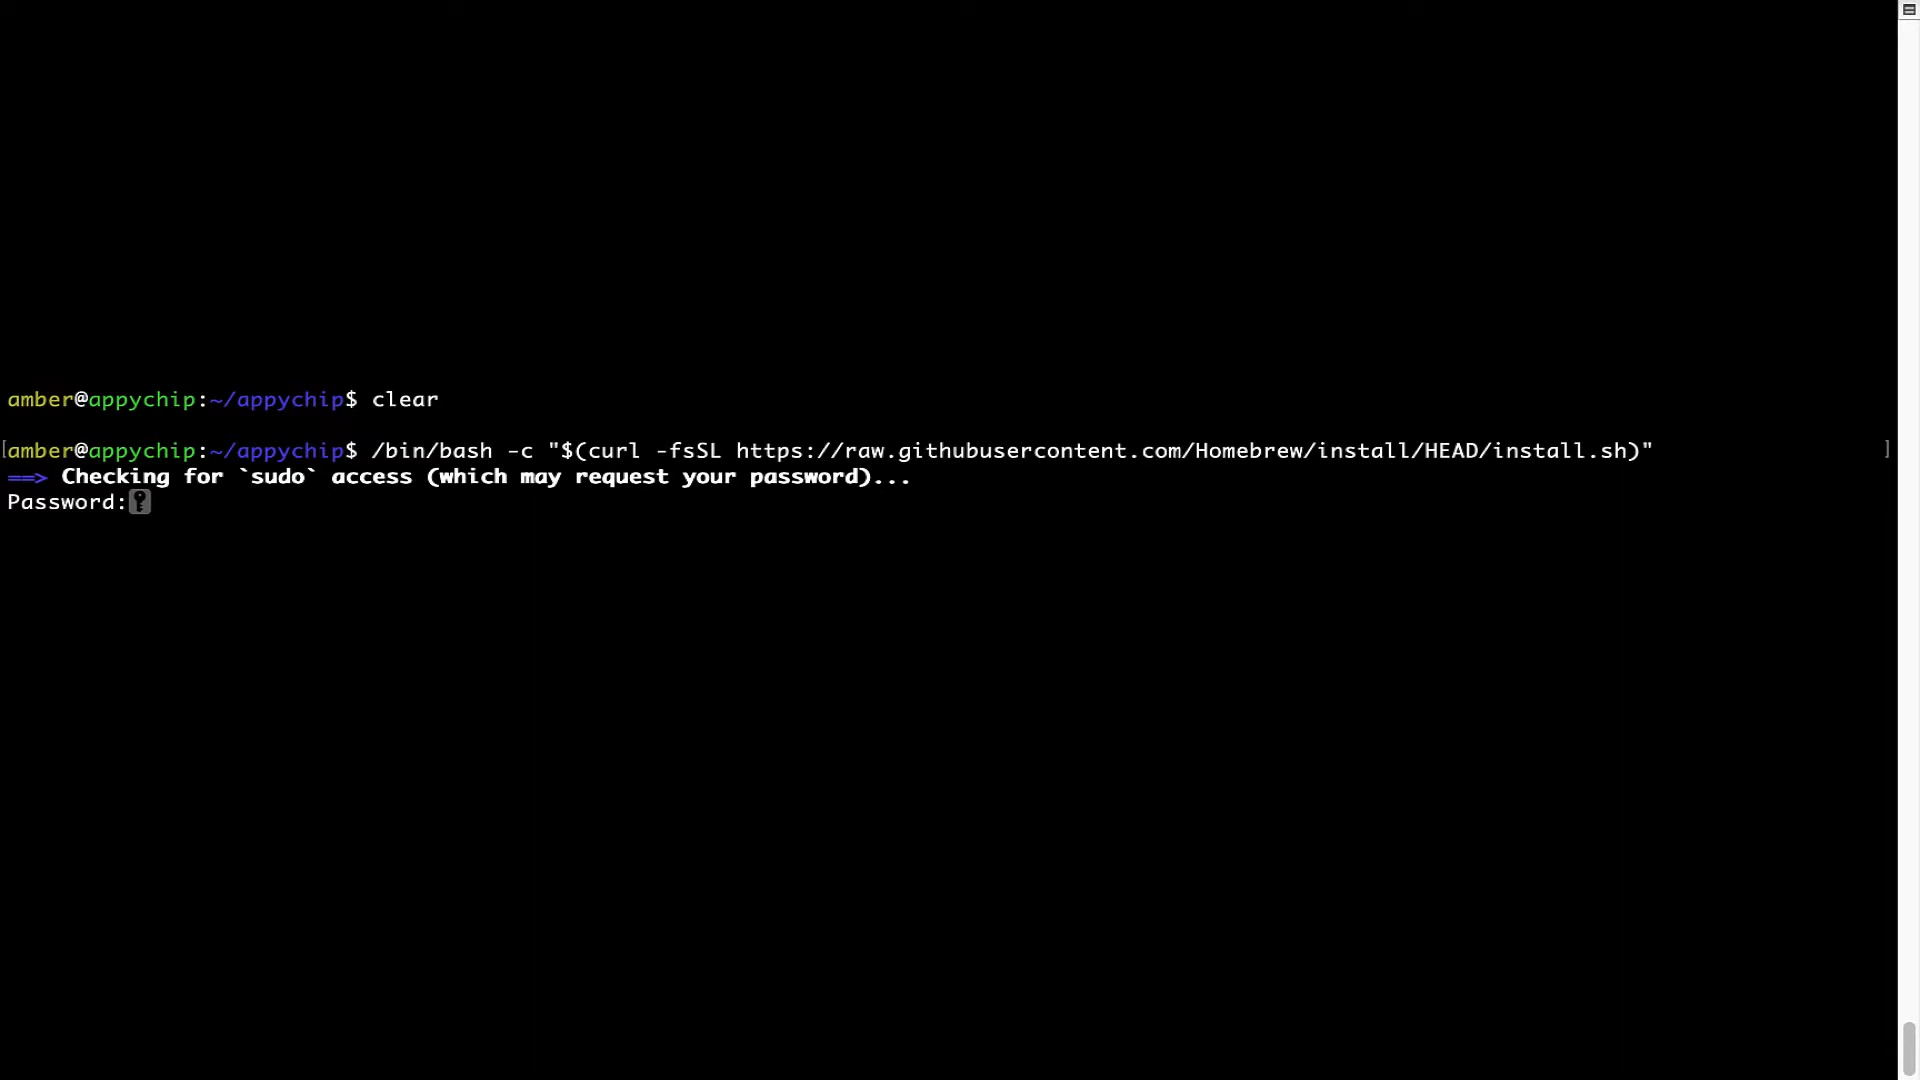 amber@appychip:~/appychip$ clear
[amber@appychip:~/appychip$ /bin/bash -c "$(curl -fsSL https://raw.githubusercontent.com/Homebrew/install/HEAD/install.sh)" ]
==> Checking for `sudo` access (which may request your password)...
Password: